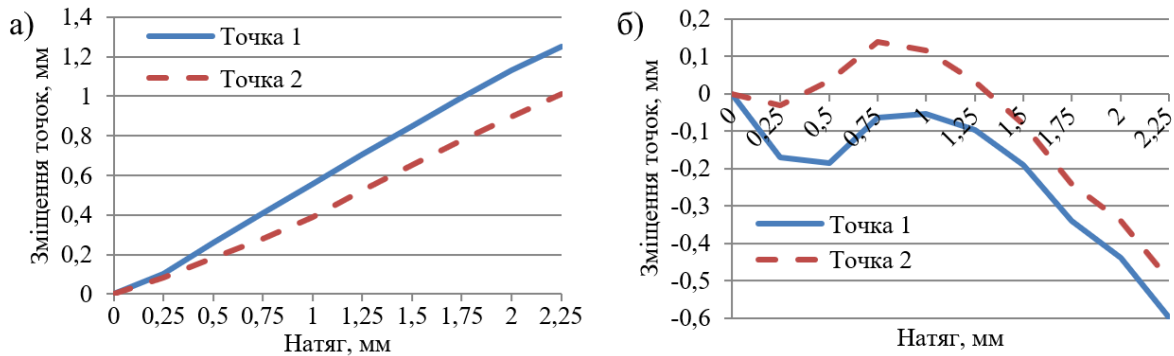 а)
Зміщення точок, мм
1,4
1,2
1
0,8
0,6
0,4
0,2
0
Точка 1
Точка 2
0 0,25 0,5 0,75 1 1,25 1,5 1,75 2 2,25
Натяг, мм
б)
Зміщення точок, мм
0,2
0,1
0
-0,1
-0,2
-0,3
-0,4
-0,5
-0,6
0 0,25 0,5 0,75 1 1,25 1,5 1,75 2 2,25
Точка 1
Точка 2
Натяг, мм